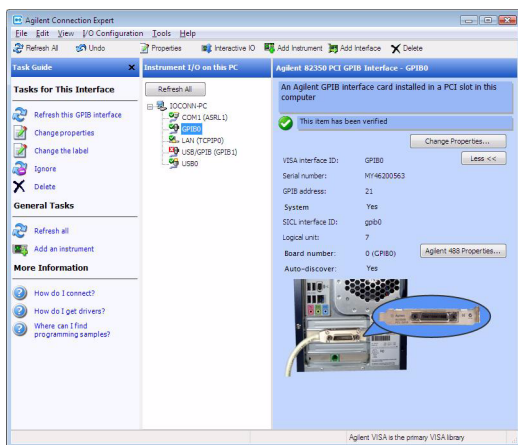 Agilent Connection Expert
File Edit View I/O Configuration Tools Help
Refresh All Undo Properties Interactive IO Add Instrument Add Interface Delete
Task Guide
Instrument I/O on this PC
Agilent 82350 PCI GPIB Interface - GPIB0
Tasks for This Interface
Refresh this GPIB interface
Change properties
Change the label
Ignore
Delete
General Tasks
Refresh all
Add an instrument
More Information
How do I connect?
How do I get drivers?
Where can I find
programming samples?
Refresh All
IOCONN-PC
COM1 (ASRL1)
GPIB0
LAN (TCPIP0)
USB/GPIB (GPIB1)
USB0
An Agilent GPIB interface card installed in a PCI slot in this
computer
This item has been verified
Change Properties...
VISA interface ID: GPIB0 Less <<
Serial number: MY46200563
GPIB address: 21
System Yes
SICL interface ID: gpib0
Logical unit: 7
Board number: 0 (GPIB0) Agilent 488 Properties...
Auto-discover: Yes
Agilent VISA is the primary VISA library